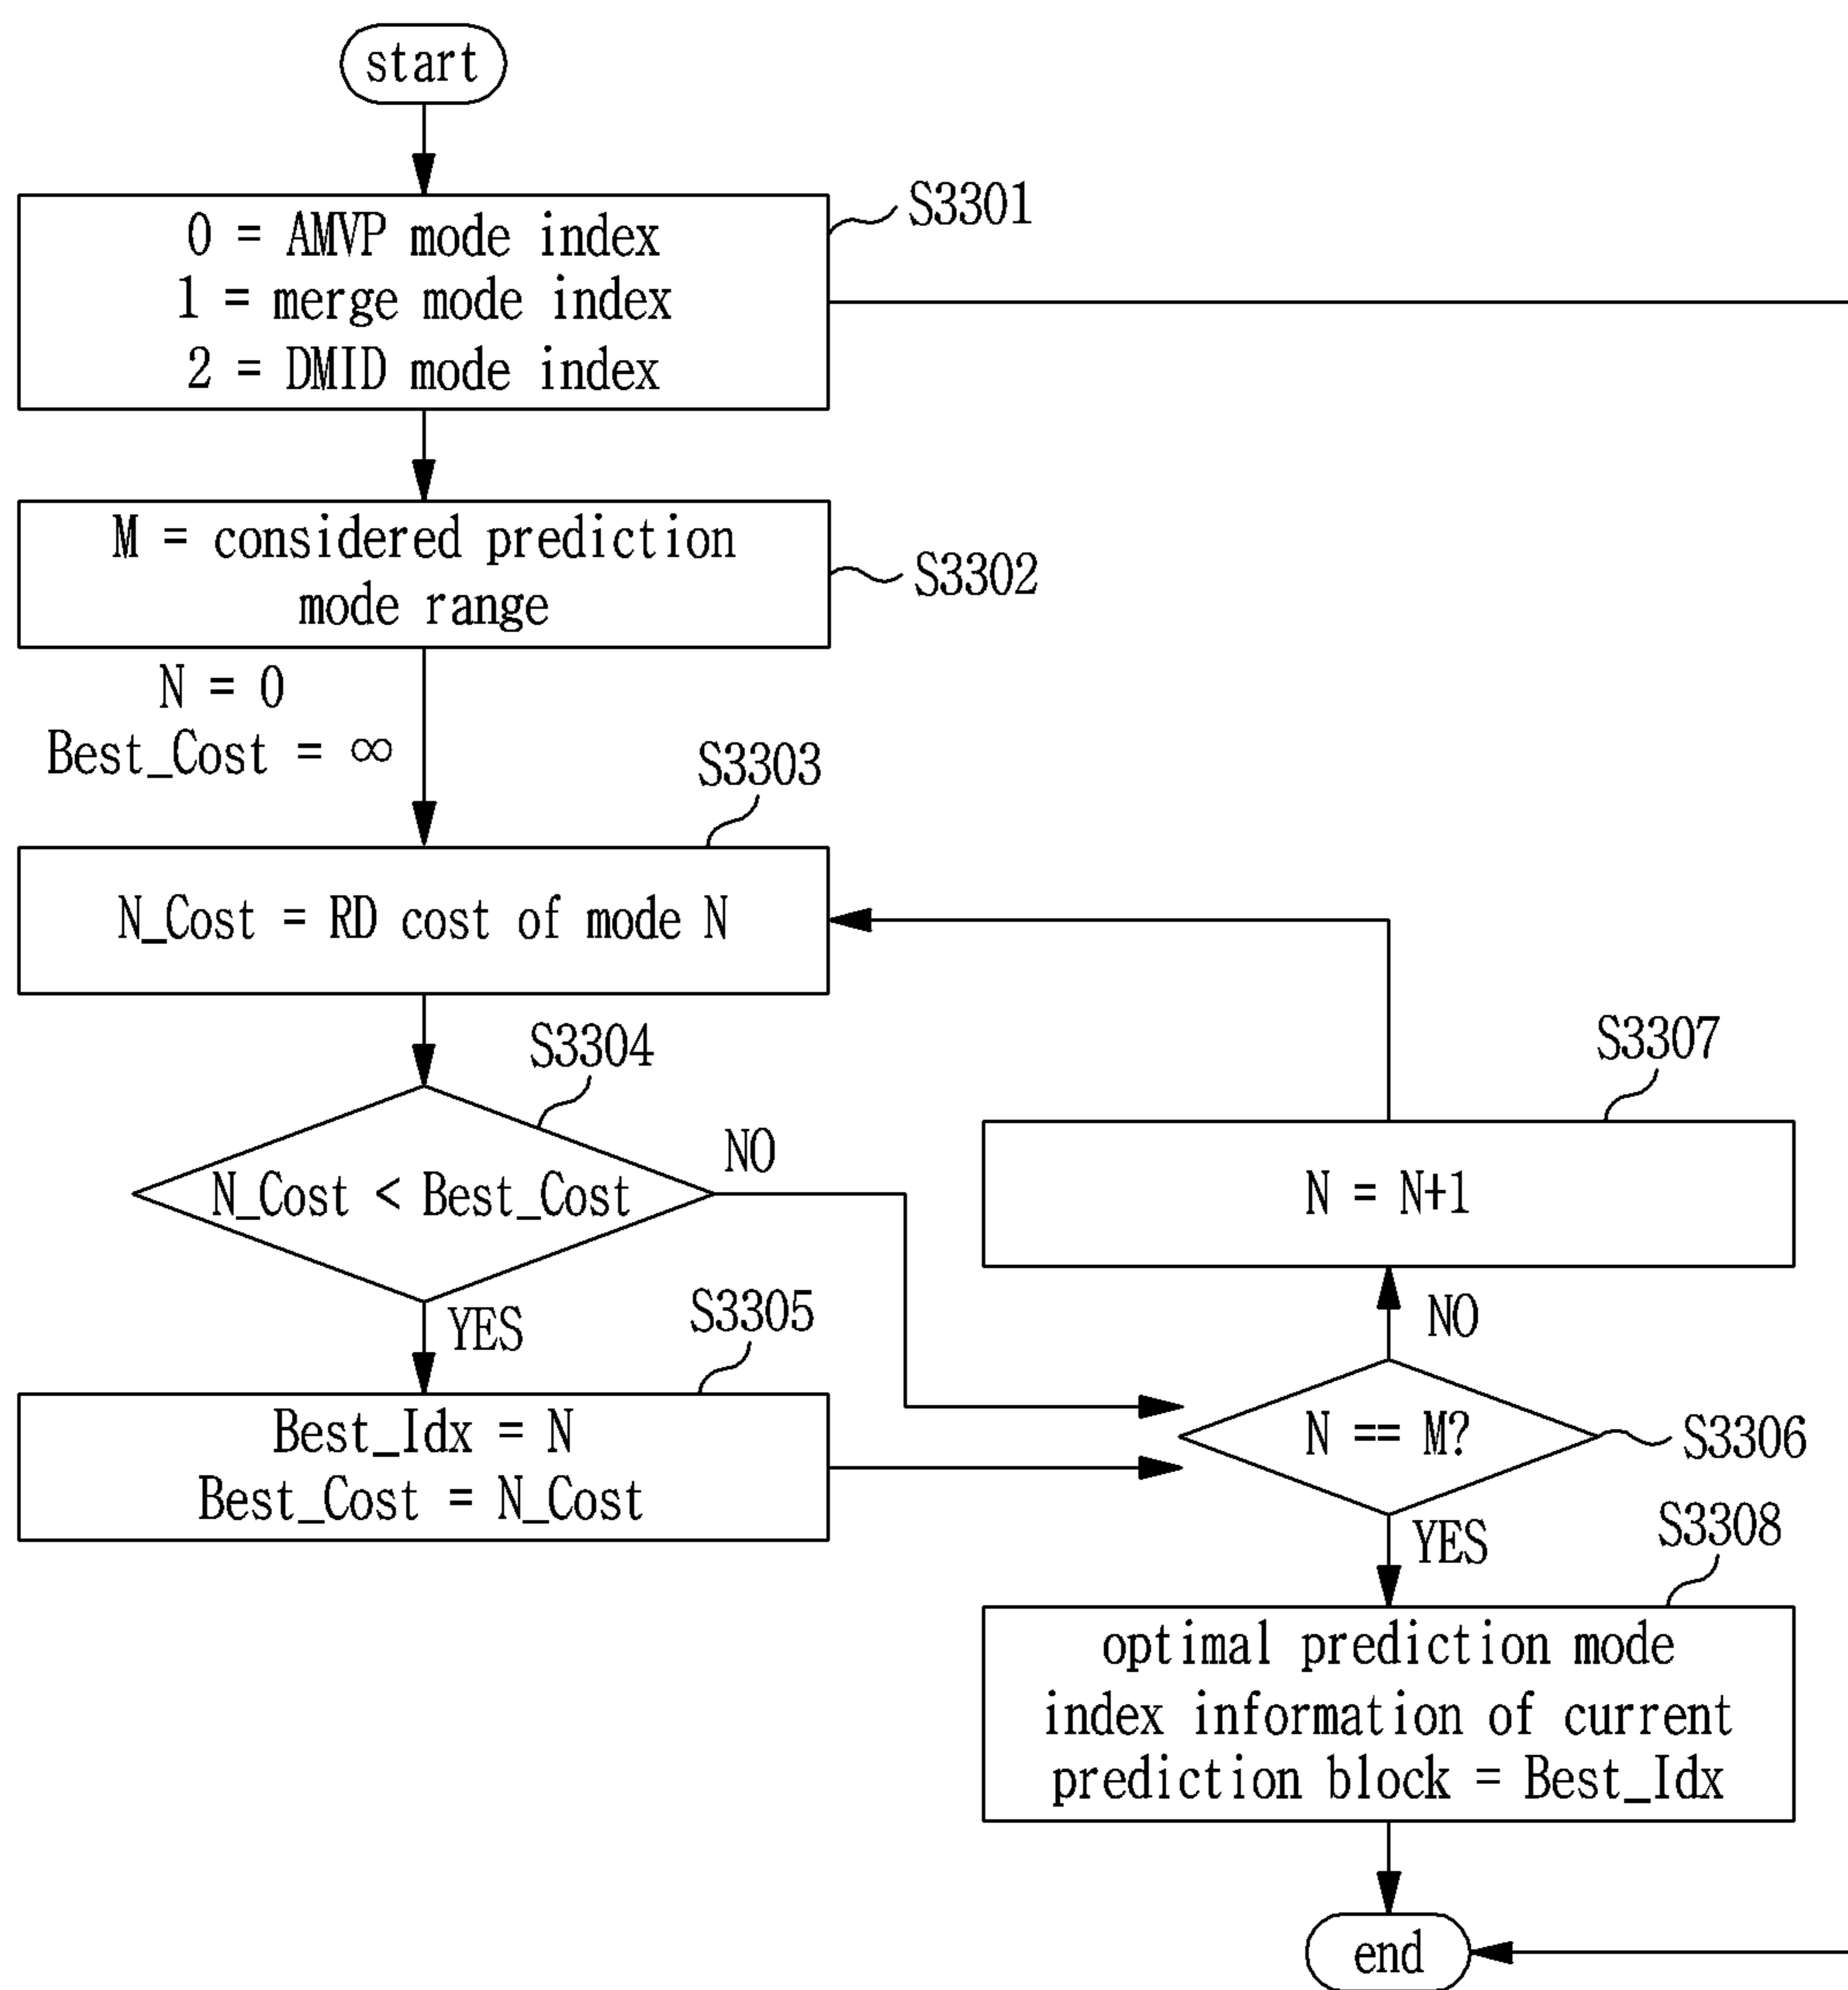 start
0 = AMVP mode index
1 = merge mode index
2 = DMID mode index
S3301
M = considered prediction
mode range
S3302
N = 0
Best_Cost = ∞
S3303
N_Cost = RD cost of mode N
S3304
N_Cost < Best_Cost
NO
YES
S3305
Best_Idx = N
Best_Cost = N_Cost
S3307
N = N+1
NO
N == M?
S3306
YES
S3308
optimal prediction mode
index information of current
prediction block = Best_Idx
end